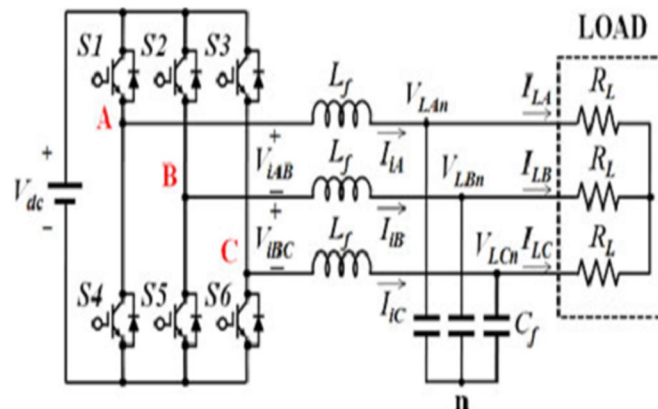 S1 S2 S3 LOAD
L_f V_LAn I_LA R_L
A
+ V_iAB − I_iA
V_dc + −
B L_f V_LBn I_LB R_L
+ V_iBC − I_iB
C L_f V_LCn I_LC R_L
I_iC
S4 S5 S6
C_f
n